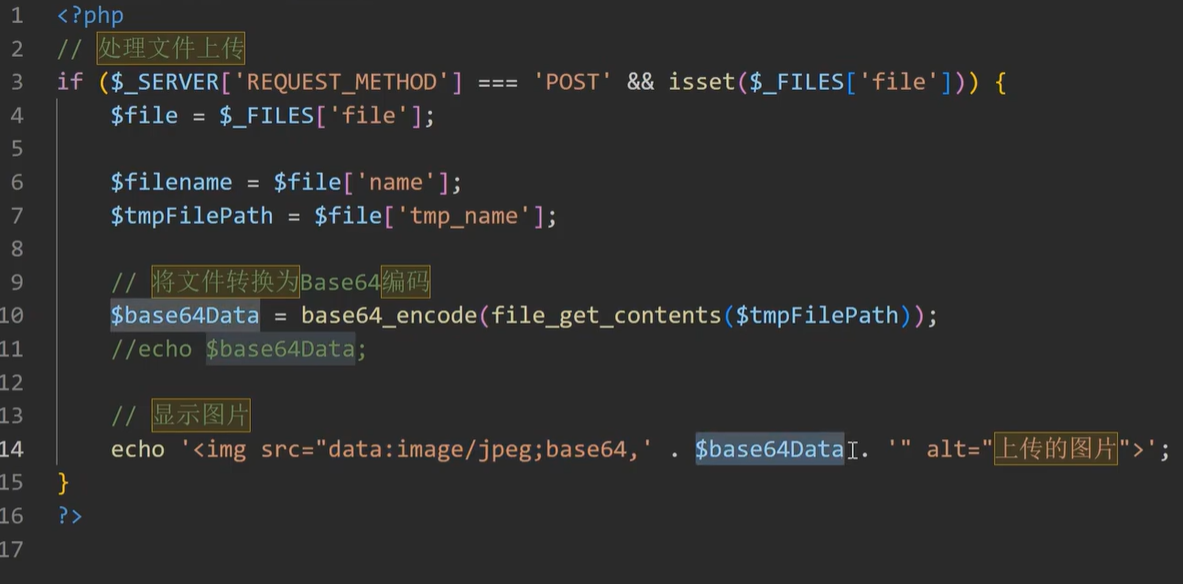 1 <?php
2 // 处理文件上传
3 if ($_SERVER['REQUEST_METHOD'] === 'POST' && isset($_FILES['file'])) {
4 $file = $_FILES['file'];
5
6 $filename = $file['name'];
7 $tmpFilePath = $file['tmp_name'];
8
9 // 将文件转换为Base64编码
10 $base64Data = base64_encode(file_get_contents($tmpFilePath));
11 //echo $base64Data;
12
13 // 显示图片
14 echo '<img src="data:image/jpeg;base64,' . $base64Data . '" alt="上传的图片">';
15 }
16 ?>
17